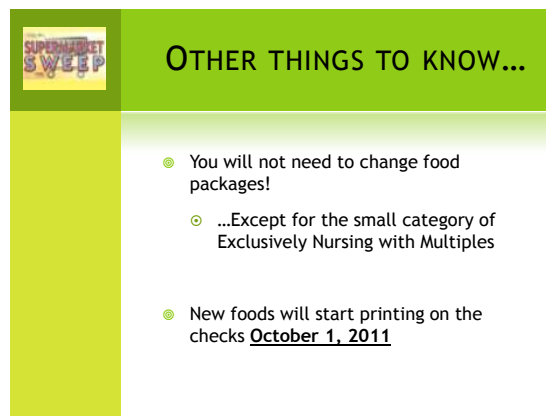 SUPERMARKET
SWEEP
OTHER THINGS TO KNOW…
You will not need to change food
packages!
…Except for the small category of
Exclusively Nursing with Multiples
New foods will start printing on the
checks October 1, 2011